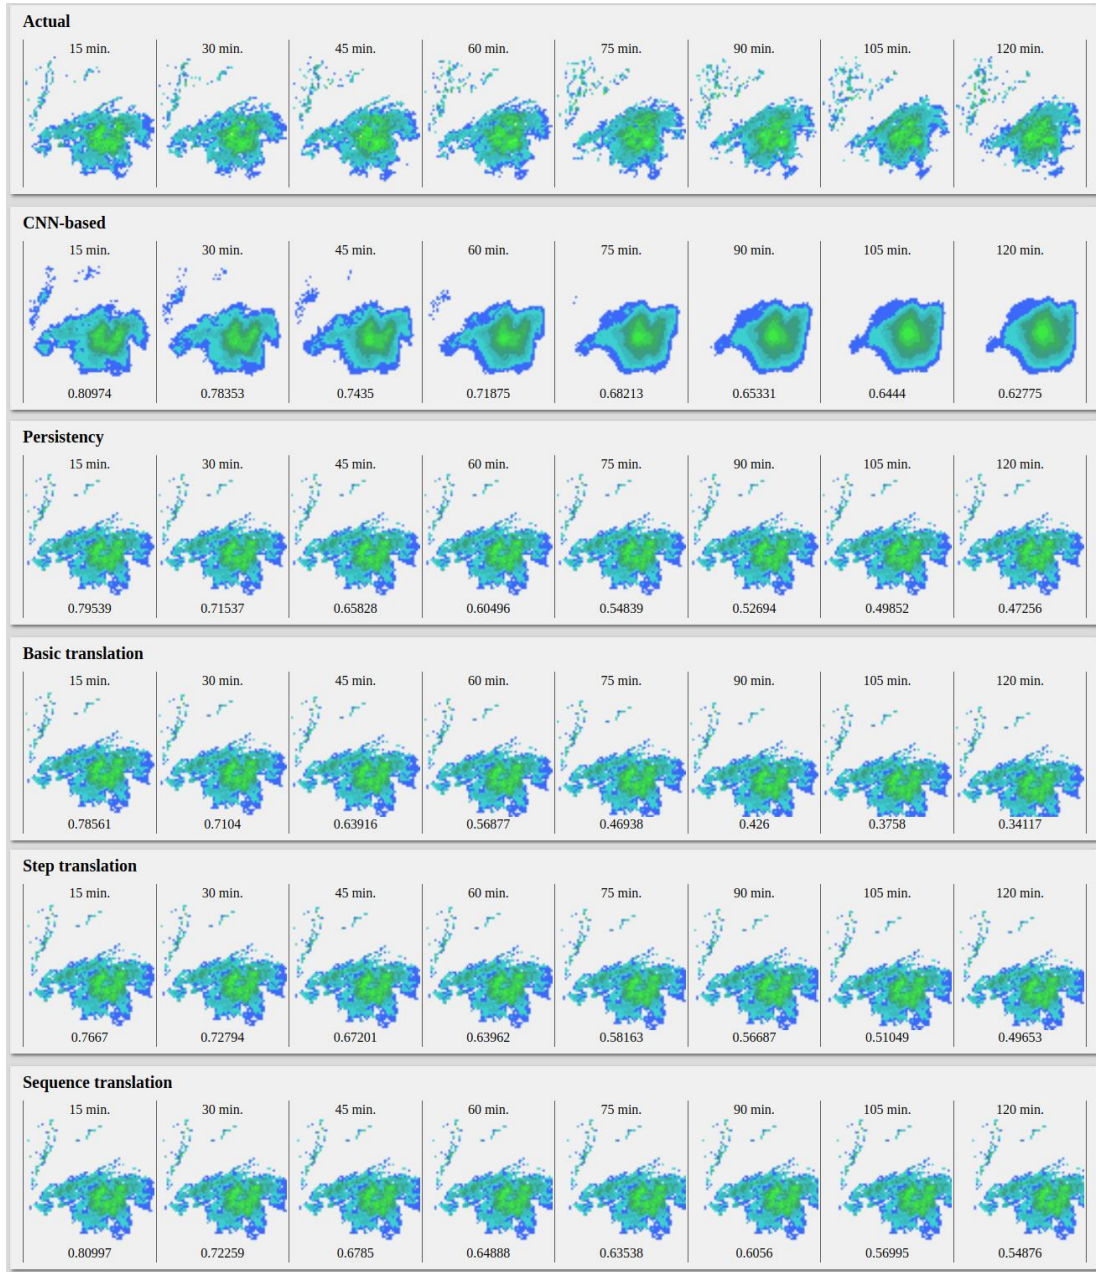 Actual
15 min. 30 min. 45 min. 60 min. 75 min. 90 min. 105 min. 120 min.
CNN-based
15 min. 30 min. 45 min. 60 min. 75 min. 90 min. 105 min. 120 min.
0.80974 0.78353 0.7435 0.71875 0.68213 0.65331 0.6444 0.62775
Persistency
15 min. 30 min. 45 min. 60 min. 75 min. 90 min. 105 min. 120 min.
0.79539 0.71537 0.65828 0.60496 0.54839 0.52694 0.49852 0.47256
Basic translation
15 min. 30 min. 45 min. 60 min. 75 min. 90 min. 105 min. 120 min.
0.78561 0.7104 0.63916 0.56877 0.46938 0.426 0.3758 0.34117
Step translation
15 min. 30 min. 45 min. 60 min. 75 min. 90 min. 105 min. 120 min.
0.7667 0.72794 0.67201 0.63962 0.58163 0.56687 0.51049 0.49653
Sequence translation
15 min. 30 min. 45 min. 60 min. 75 min. 90 min. 105 min. 120 min.
0.80997 0.72259 0.6785 0.64888 0.63538 0.6056 0.56995 0.54876